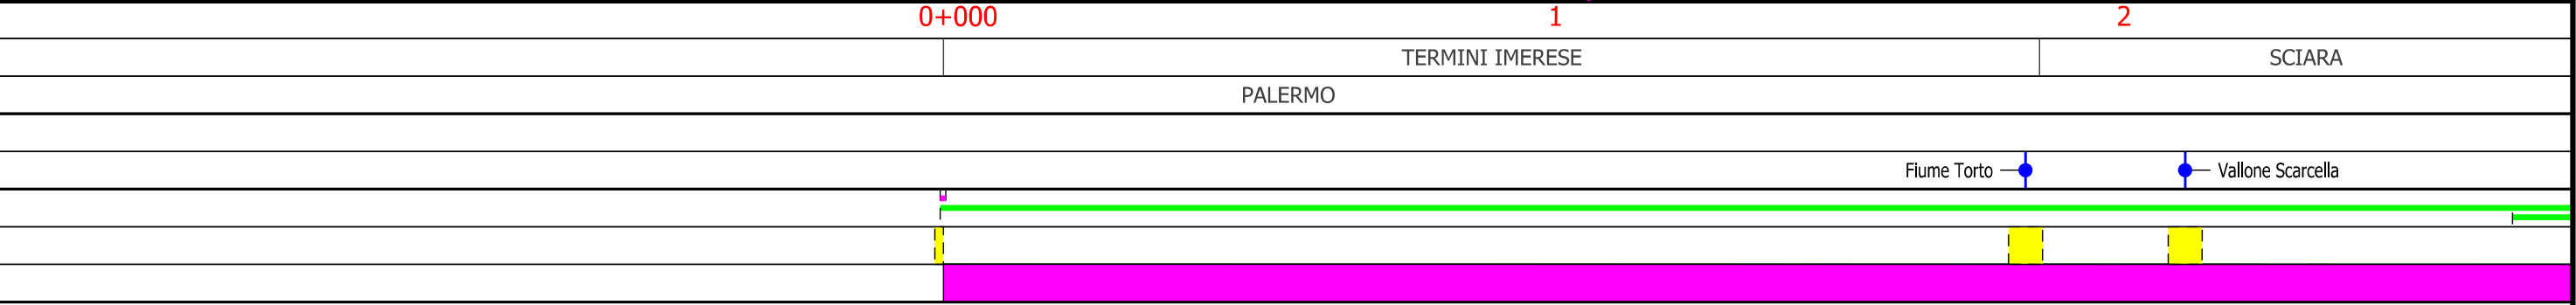 0+000 1 2
TERMINI IMERESE SCIARA
PALERMO
Fiume Torto Vallone Scarcella